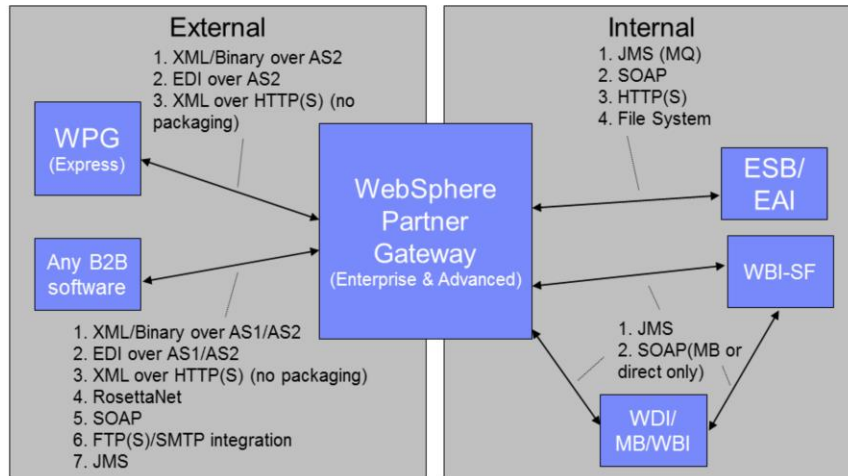 External
1. XML/Binary over AS2
2. EDI over AS2
3. XML over HTTP(S) (no
packaging)
WPG
(Express)
Any B2B
software
1. XML/Binary over AS1/AS2
2. EDI over AS1/AS2
3. XML over HTTP(S) (no packaging)
4. RosettaNet
5. SOAP
6. FTP(S)/SMTP integration
7. JMS
WebSphere
Partner
Gateway
(Enterprise & Advanced)
Internal
1. JMS (MQ)
2. SOAP
3. HTTP(S)
4. File System
ESB/
EAI
WBI-SF
1. JMS
2. SOAP(MB or
direct only)
WDI/
MB/WBI